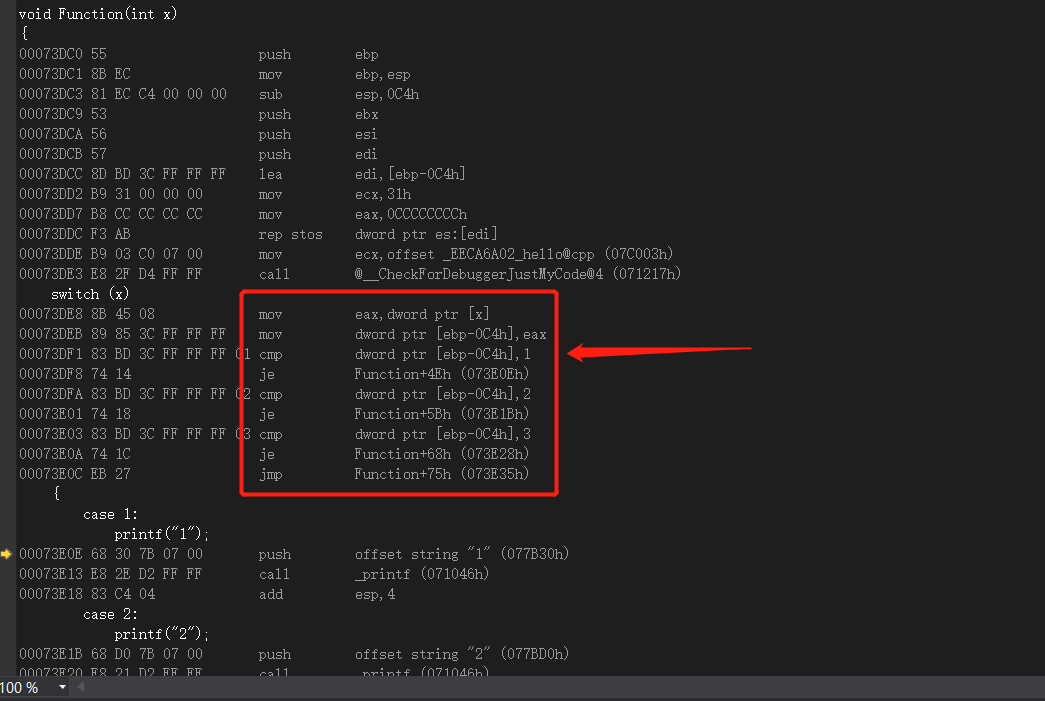 void Function(int x)
{
00073DC0 55 push ebp
00073DC1 8B EC mov ebp,esp
00073DC3 81 EC C4 00 00 00 sub esp,0C4h
00073DC9 53 push ebx
00073DCA 56 push esi
00073DCB 57 push edi
00073DCC 8D BD 3C FF FF FF lea edi,[ebp-0C4h]
00073DD2 B9 31 00 00 00 mov ecx,31h
00073DD7 B8 CC CC CC CC mov eax,0CCCCCCCCh
00073DDC F3 AB rep stos dword ptr es:[edi]
00073DDE B9 03 C0 07 00 mov ecx,offset _EECA6A02_hello@cpp (07C003h)
00073DE3 E8 2F D4 FF FF call @__CheckForDebuggerJustMyCode@4 (071217h)
switch (x)
00073DE8 8B 45 08 mov eax,dword ptr [x]
00073DEB 89 85 3C FF FF FF mov dword ptr [ebp-0C4h],eax
00073DF1 83 BD 3C FF FF FF 01 cmp dword ptr [ebp-0C4h],1
00073DF8 74 14 je Function+4Eh (073E0Eh)
00073DFA 83 BD 3C FF FF FF 02 cmp dword ptr [ebp-0C4h],2
00073E01 74 18 je Function+5Bh (073E1Bh)
00073E03 83 BD 3C FF FF FF 03 cmp dword ptr [ebp-0C4h],3
00073E0A 74 1C je Function+68h (073E28h)
00073E0C EB 27 jmp Function+75h (073E35h)
{
case 1:
printf("1");
00073E0E 68 30 7B 07 00 push offset string "1" (077B30h)
00073E13 E8 2E D2 FF FF call _printf (071046h)
00073E18 83 C4 04 add esp,4
case 2:
printf("2");
00073E1B 68 D0 7B 07 00 push offset string "2" (077BD0h)
00073E20 E8 21 D2 FF FF call _printf (071046h)
100 %